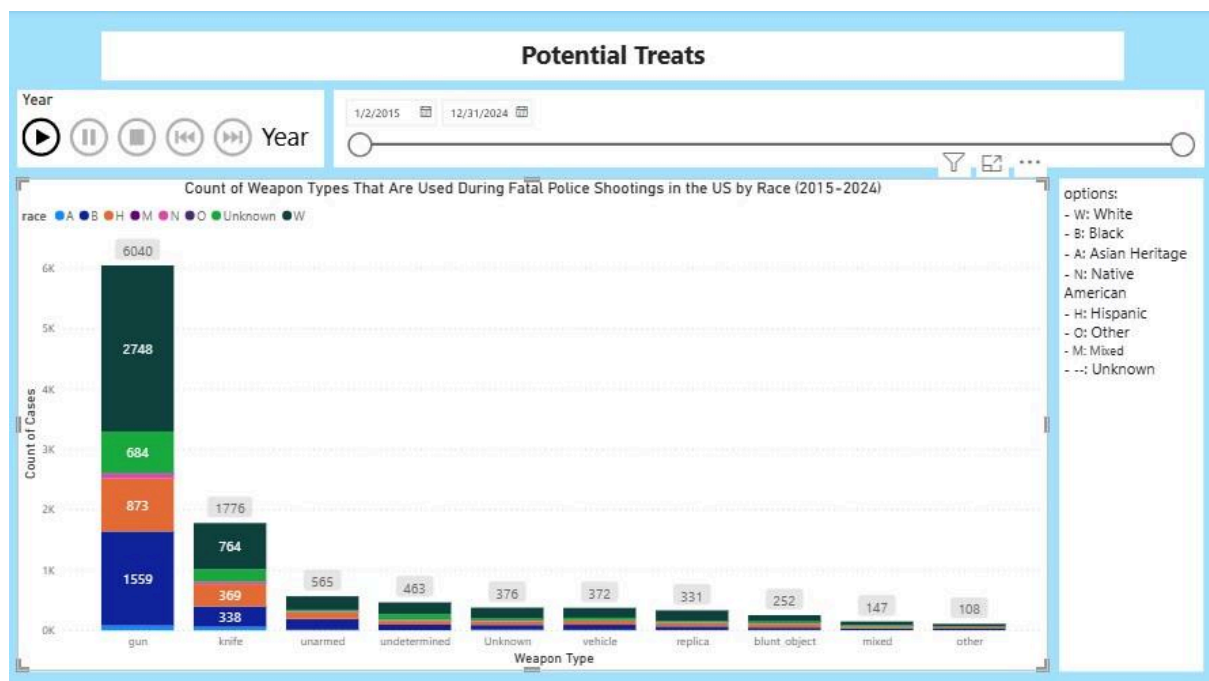 Potential Treats
Year
Year
1/2/2015 12/31/2024
Count of Weapon Types That Are Used During Fatal Police Shootings in the US by Race (2015-2024)
race A B H M N O Unknown W
Count of Cases
6K
5K
4K
3K
2K
1K
0K
6040
2748
684
873
1559
1776
764
369
338
565
463
376
372
331
252
147
108
gun knife unarmed undetermined Unknown vehicle replica blunt object mixed other
Weapon Type
options:
- W: White
- B: Black
- A: Asian Heritage
- N: Native
American
- H: Hispanic
- O: Other
- M: Mixed
- --: Unknown